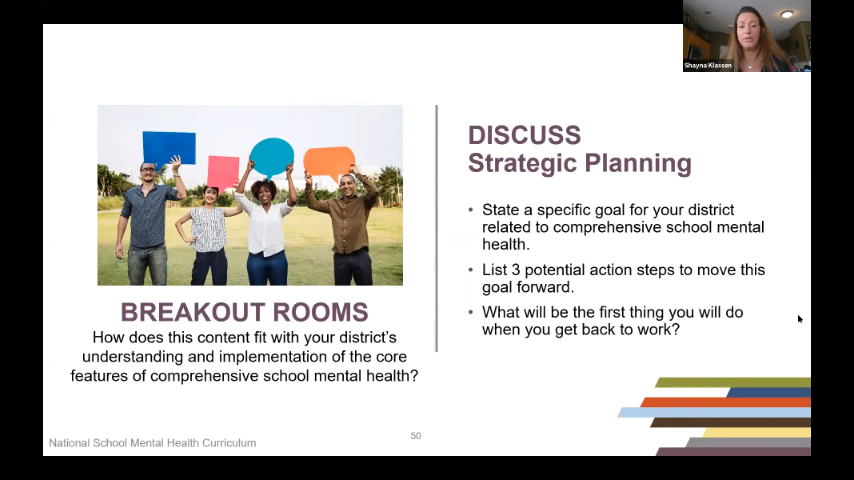 Shayna Klassen
DISCUSS
Strategic Planning
• State a specific goal for your district
related to comprehensive school mental
health.
• List 3 potential action steps to move this
goal forward.
• What will be the first thing you will do
when you get back to work?
BREAKOUT ROOMS
How does this content fit with your district's
understanding and implementation of the core
features of comprehensive school mental health?
National School Mental Health Curriculum
50